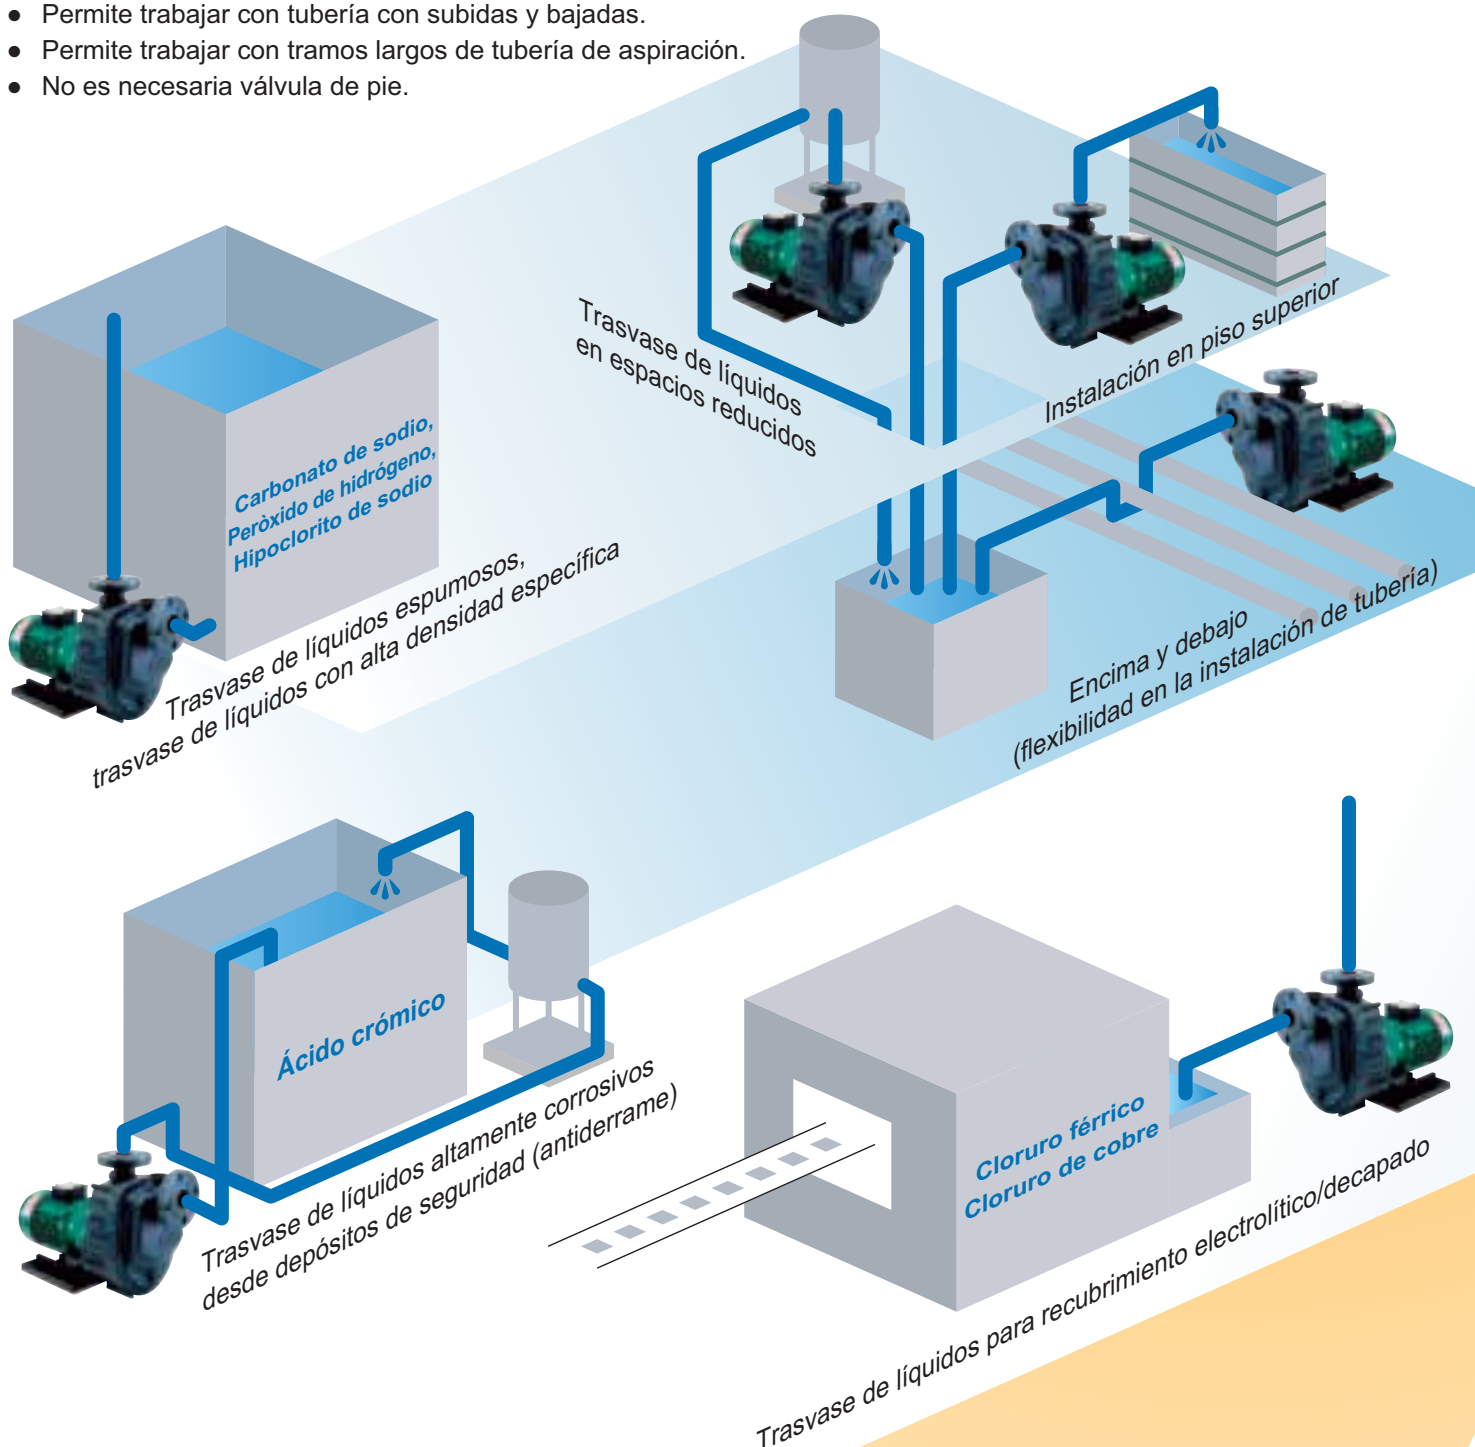 ● Permite trabajar con tubería con subidas y bajadas.
● Permite trabajar con tramos largos de tubería de aspiración.
● No es necesaria válvula de pie.
Trasvase de líquidos
en espacios reducidos
Instalación en piso superior
Carbonato de sodio,
Peròxido de hidrógeno,
Hipoclorito de sodio
Trasvase de líquidos espumosos,
trasvase de líquidos con alta densidad específica
Encima y debajo
(flexibilidad en la instalación de tubería)
Ácido crómico
Trasvase de líquidos altamente corrosivos
desde depósitos de seguridad (antiderrame)
Cloruro férrico
Cloruro de cobre
Trasvase de líquidos para recubrimiento electrolítico/decapado